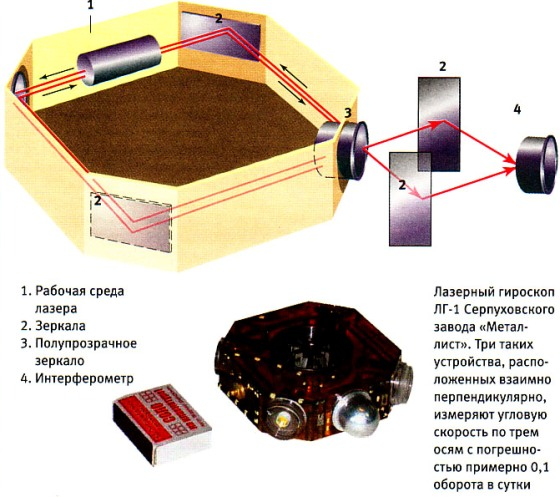 1
2
3
2
4
2
2
1. Рабочая среда
лазера
2. Зеркала
3. Полупрозрачное
зеркало
4. Интерферометр
Лазерный гироскоп
ЛГ-1 Серпуховского
завода «Метал-
лист». Три таких
устройства, распо-
ложенных взаимно
перпендикулярно,
измеряют угловую
скорость по трем
осям с погрешно-
стью примерно 0,1
оборота в сутки